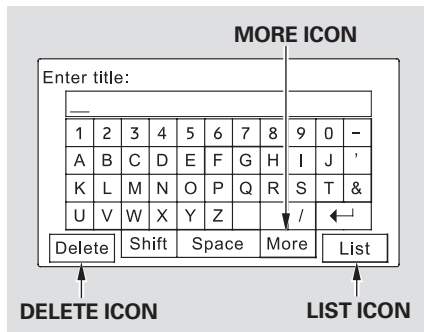 MORE ICON
Enter title:
1 2 3 4 5 6 7 8 9 0 –
A B C D E F G H I J '
K L M N O P Q R S T &
U V W X Y Z /
Delete Shift Space More List
DELETE ICON LIST ICON